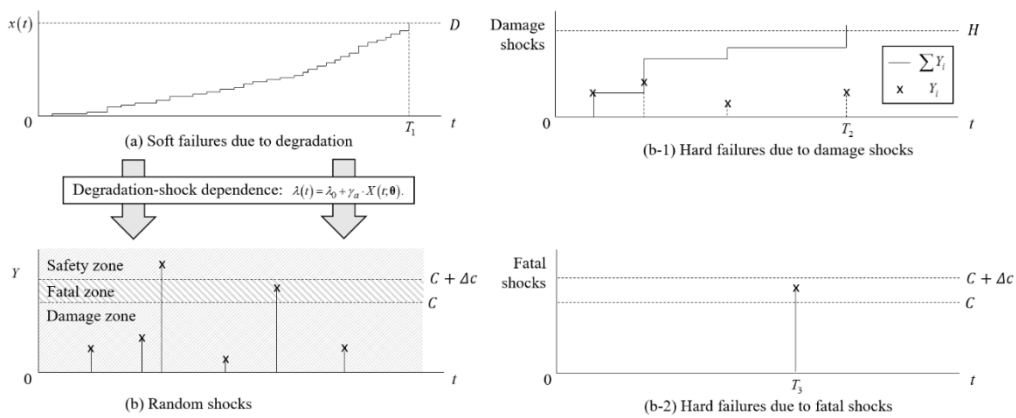 x(t)
D
0
T₁
t
(a) Soft failures due to degradation
Damage
shocks
H
∑Yᵢ
x Yᵢ
0
T₂
t
(b-1) Hard failures due to damage shocks
Degradation-shock dependence: λ(t)=λ₀+γₐ·X(t;θ).
Y
Safety zone
C + Δc
Fatal zone
C
Damage zone
0
t
(b) Random shocks
Fatal
shocks
C + Δc
C
0
T₃
t
(b-2) Hard failures due to fatal shocks